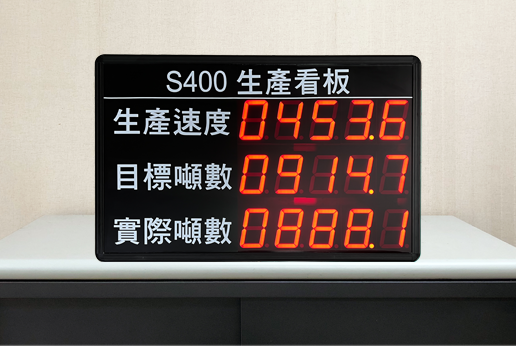 S400 生產看板
生產速度 0453.6
目標噸數 0914.7
實際噸數 0888.1